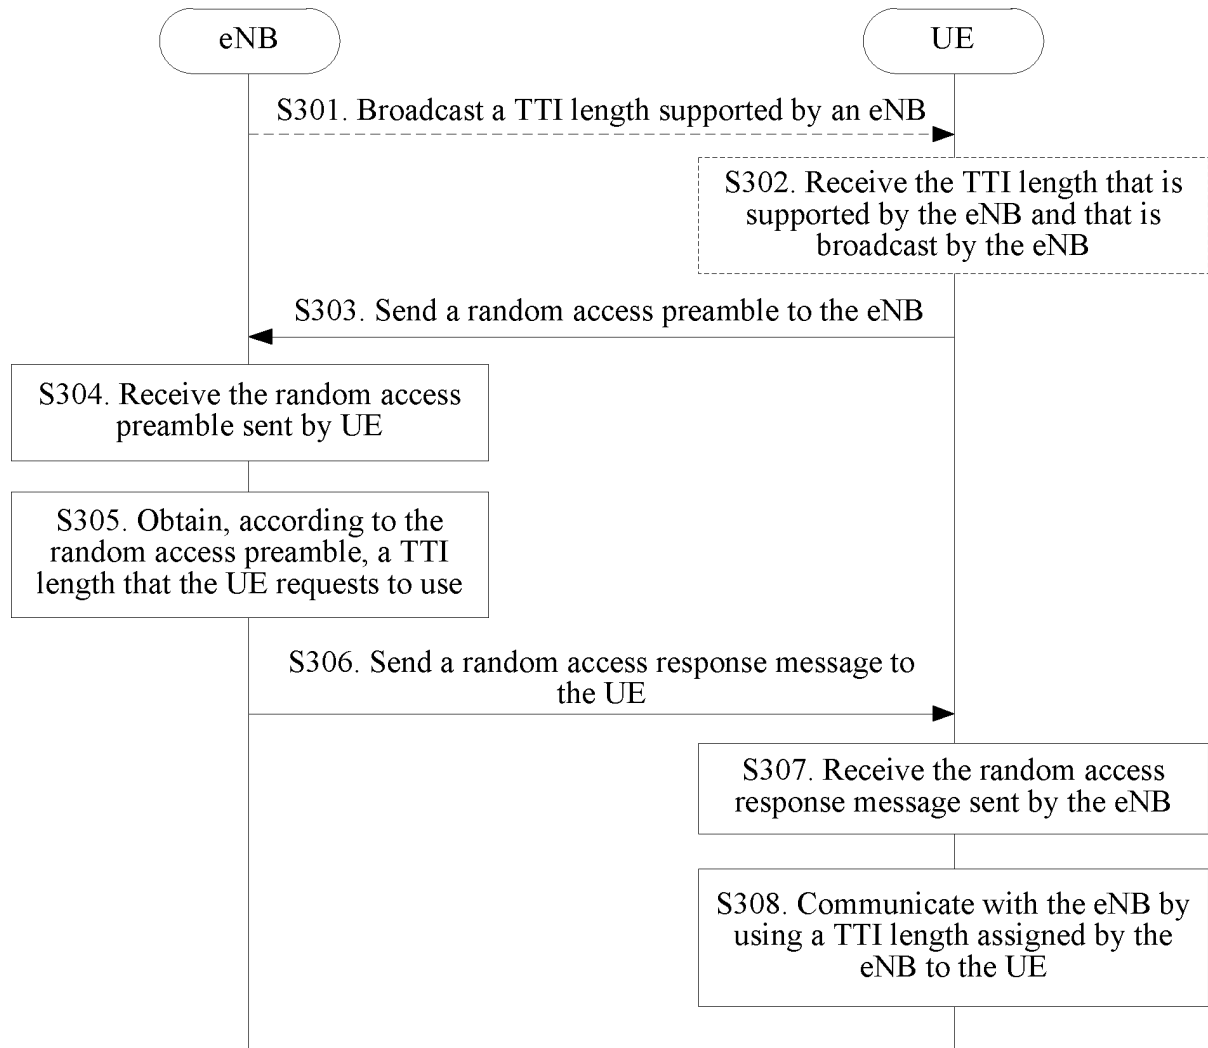 eNB
UE
S301. Broadcast a TTI length supported by an eNB
S302. Receive the TTI length that is
supported by the eNB and that is
broadcast by the eNB
S303. Send a random access preamble to the eNB
S304. Receive the random access
preamble sent by UE
S305. Obtain, according to the
random access preamble, a TTI
length that the UE requests to use
S306. Send a random access response message to
the UE
S307. Receive the random access
response message sent by the eNB
S308. Communicate with the eNB by
using a TTI length assigned by the
eNB to the UE